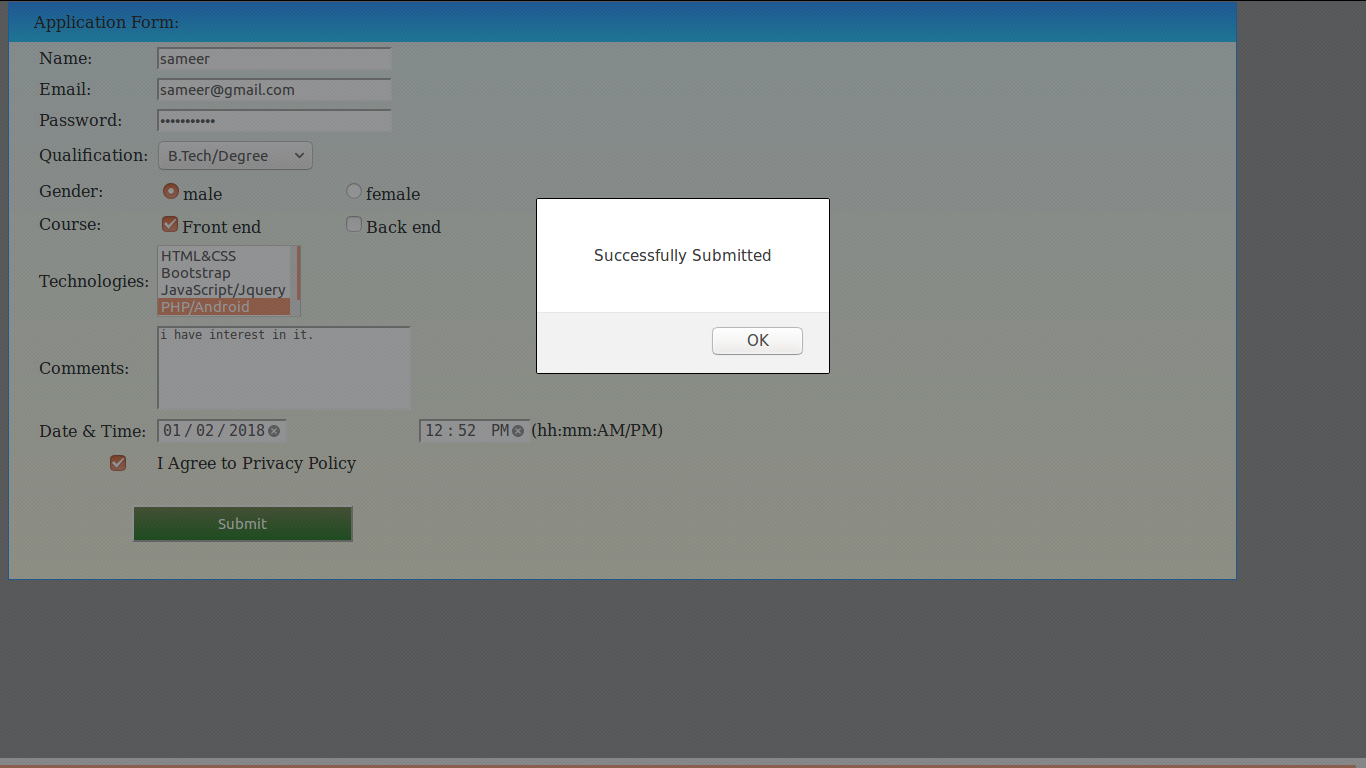 Application Form:
Name: sameer
Email: sameer@gmail.com
Password: •••••••••••
Qualification: B.Tech/Degree
Gender: male female
Course: Front end Back end
Technologies: HTML&CSS
Bootstrap
JavaScript/Jquery
PHP/Android
Comments: i have interest in it.
Date & Time: 01/02/2018 12:52 PM (hh:mm:AM/PM)
I Agree to Privacy Policy
Submit
Successfully Submitted
OK